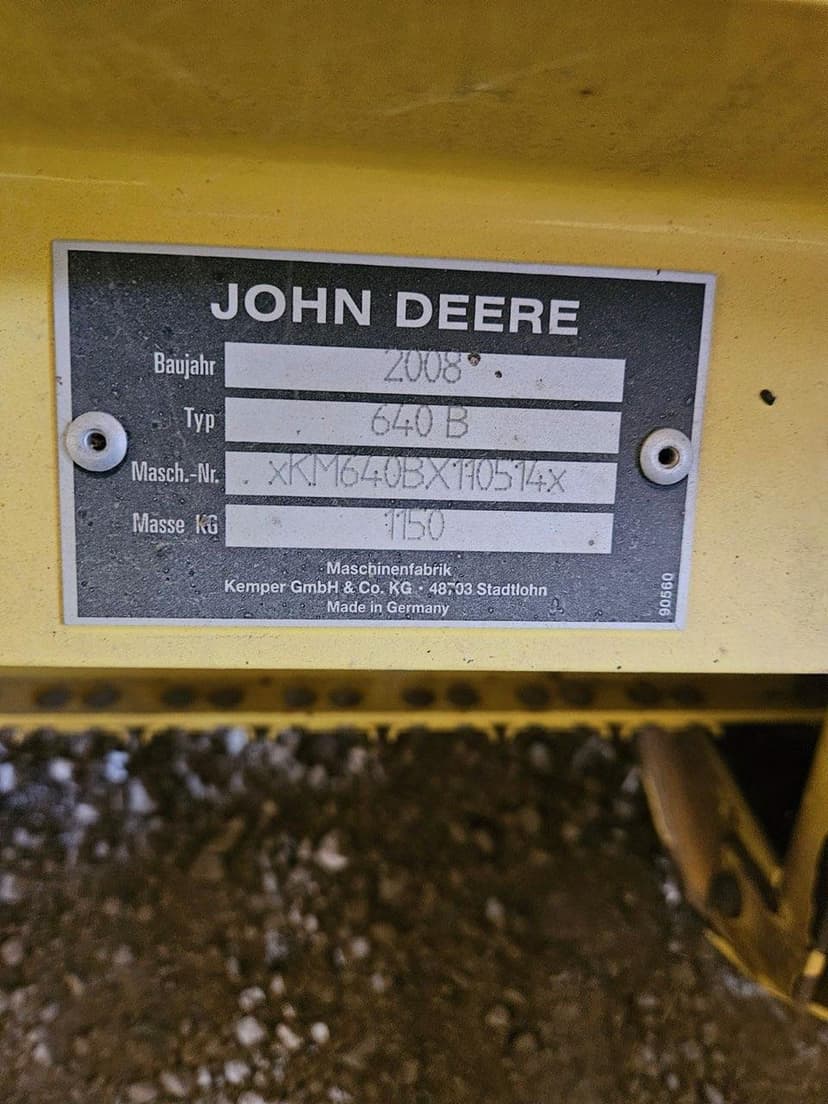 JOHN DEERE
Baujahr 2008
Typ 640 B
Masch.-Nr. xKM640BX110514x
Masse KG 1150
Maschinenfabrik
Kemper GmbH & Co. KG · 48703 Stadtlohn
Made in Germany
90560